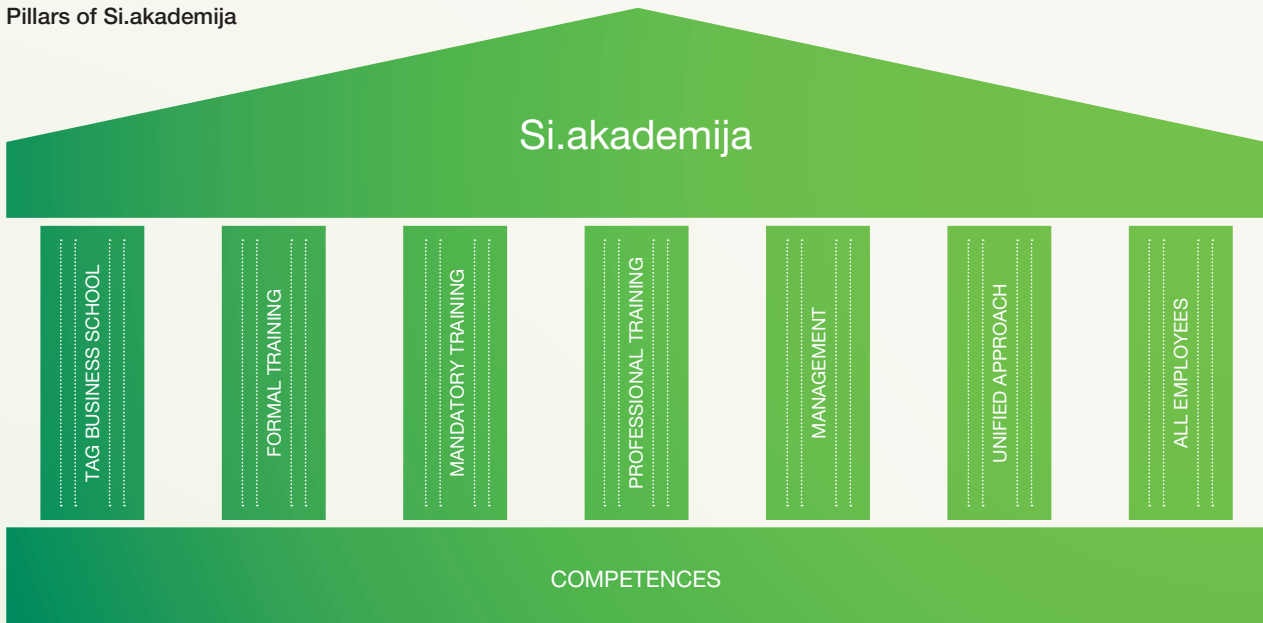 Pillars of Si.akademija
Si.akademija
TAG BUSINESS SCHOOL
FORMAL TRAINING
MANDATORY TRAINING
PROFESSIONAL TRAINING
MANAGEMENT
UNIFIED APPROACH
ALL EMPLOYEES
COMPETENCES